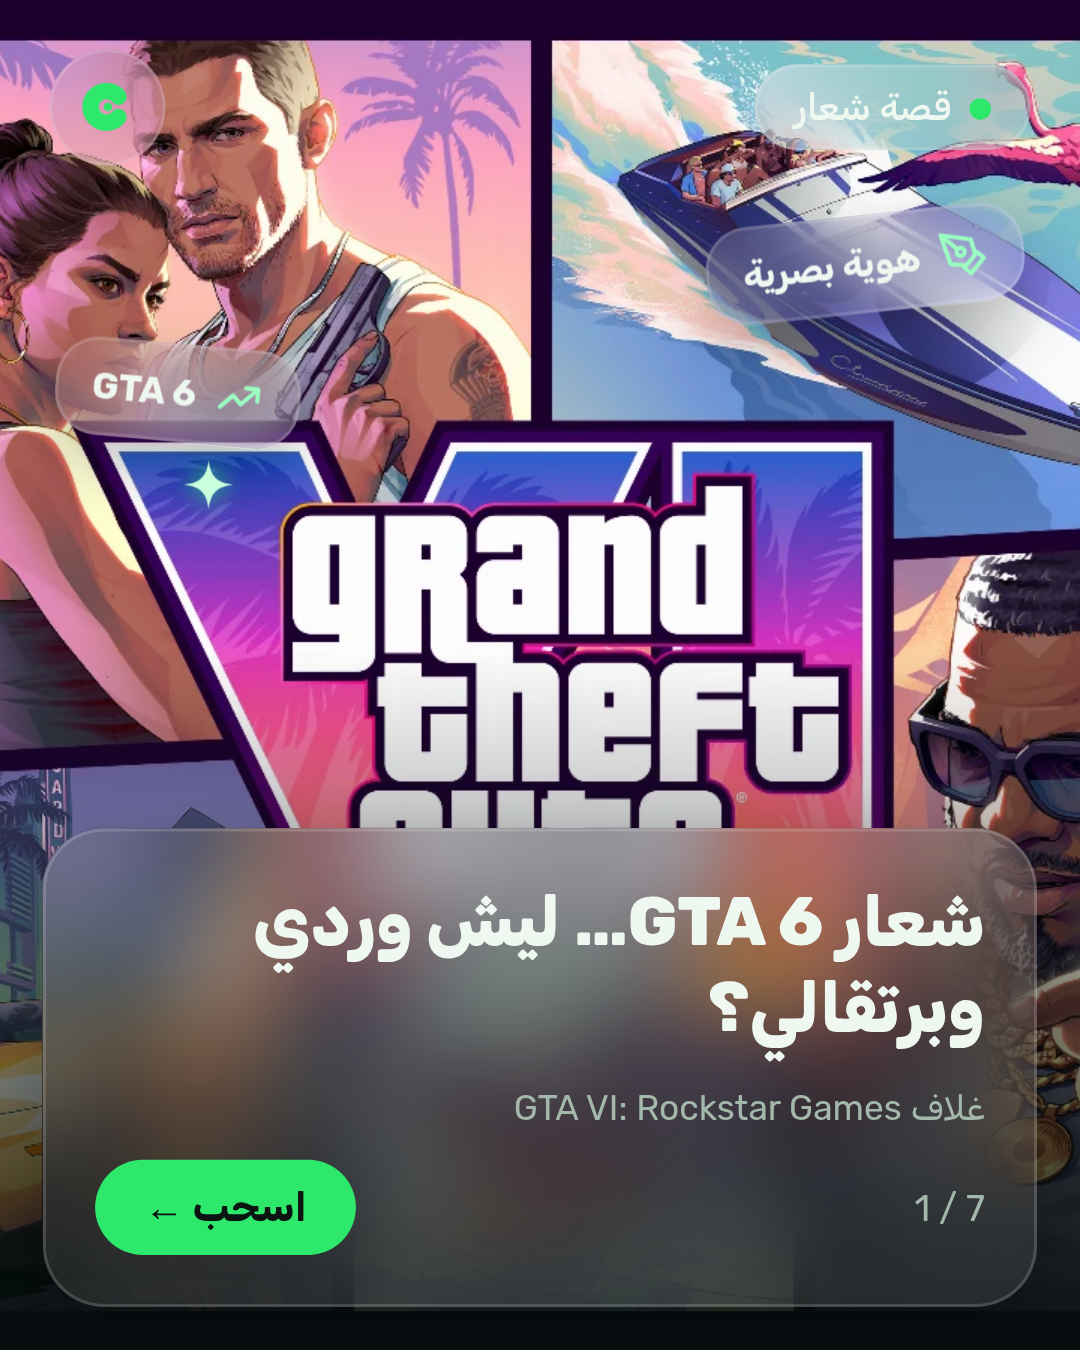 قصة شعار
هوية بصرية
GTA 6
grand
theft
auto
®
شعار GTA 6... ليش وردي
وبرتقالي؟
غلاف GTA VI: Rockstar Games
اسحب ←
1 / 7